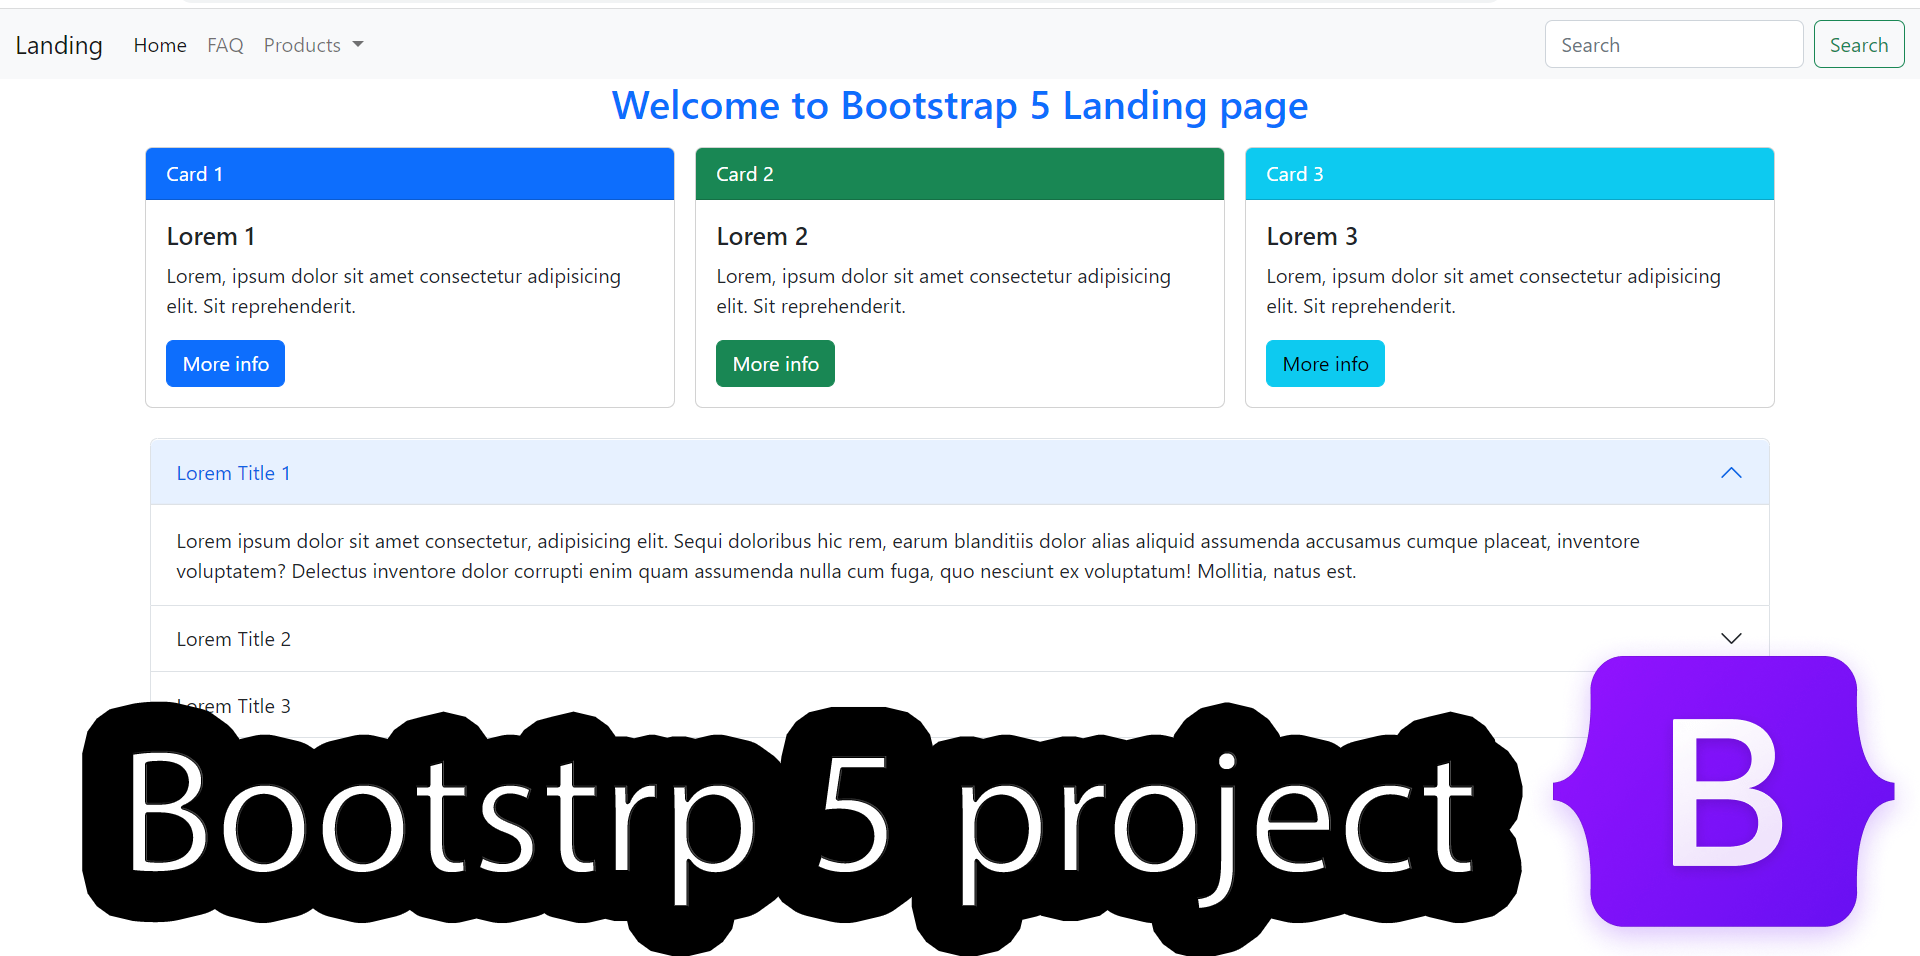 Landing Home FAQ Products Search Search
Welcome to Bootstrap 5 Landing page
Card 1
Lorem 1
Lorem, ipsum dolor sit amet consectetur adipisicing
elit. Sit reprehenderit.
More info
Card 2
Lorem 2
Lorem, ipsum dolor sit amet consectetur adipisicing
elit. Sit reprehenderit.
More info
Card 3
Lorem 3
Lorem, ipsum dolor sit amet consectetur adipisicing
elit. Sit reprehenderit.
More info
Lorem Title 1
Lorem ipsum dolor sit amet consectetur, adipisicing elit. Sequi doloribus hic rem, earum blanditiis dolor alias aliquid assumenda accusamus cumque placeat, inventore
voluptatem? Delectus inventore dolor corrupti enim quam assumenda nulla cum fuga, quo nesciunt ex voluptatum! Mollitia, natus est.
Lorem Title 2
Lorem Title 3
Bootstrp 5 project
B